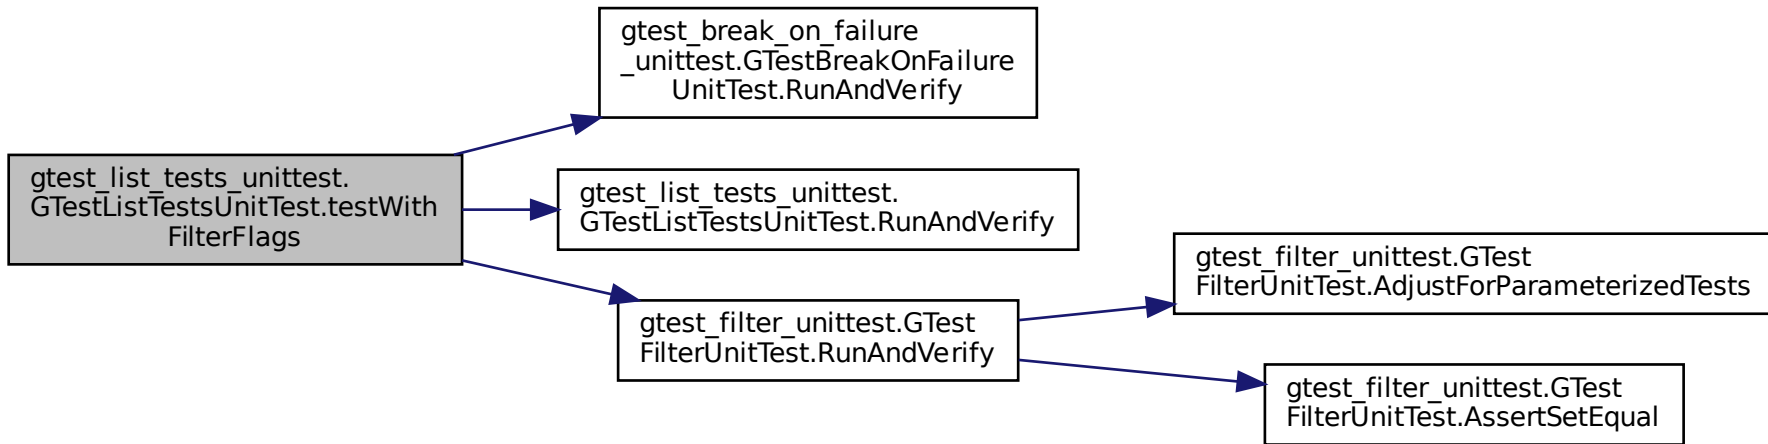 gtest_break_on_failure
_unittest.GTestBreakOnFailure
UnitTest.RunAndVerify
gtest_list_tests_unittest.
GTestListTestsUnitTest.testWith
FilterFlags
gtest_list_tests_unittest.
GTestListTestsUnitTest.RunAndVerify
gtest_filter_unittest.GTest
FilterUnitTest.RunAndVerify
gtest_filter_unittest.GTest
FilterUnitTest.AdjustForParameterizedTests
gtest_filter_unittest.GTest
FilterUnitTest.AssertSetEqual